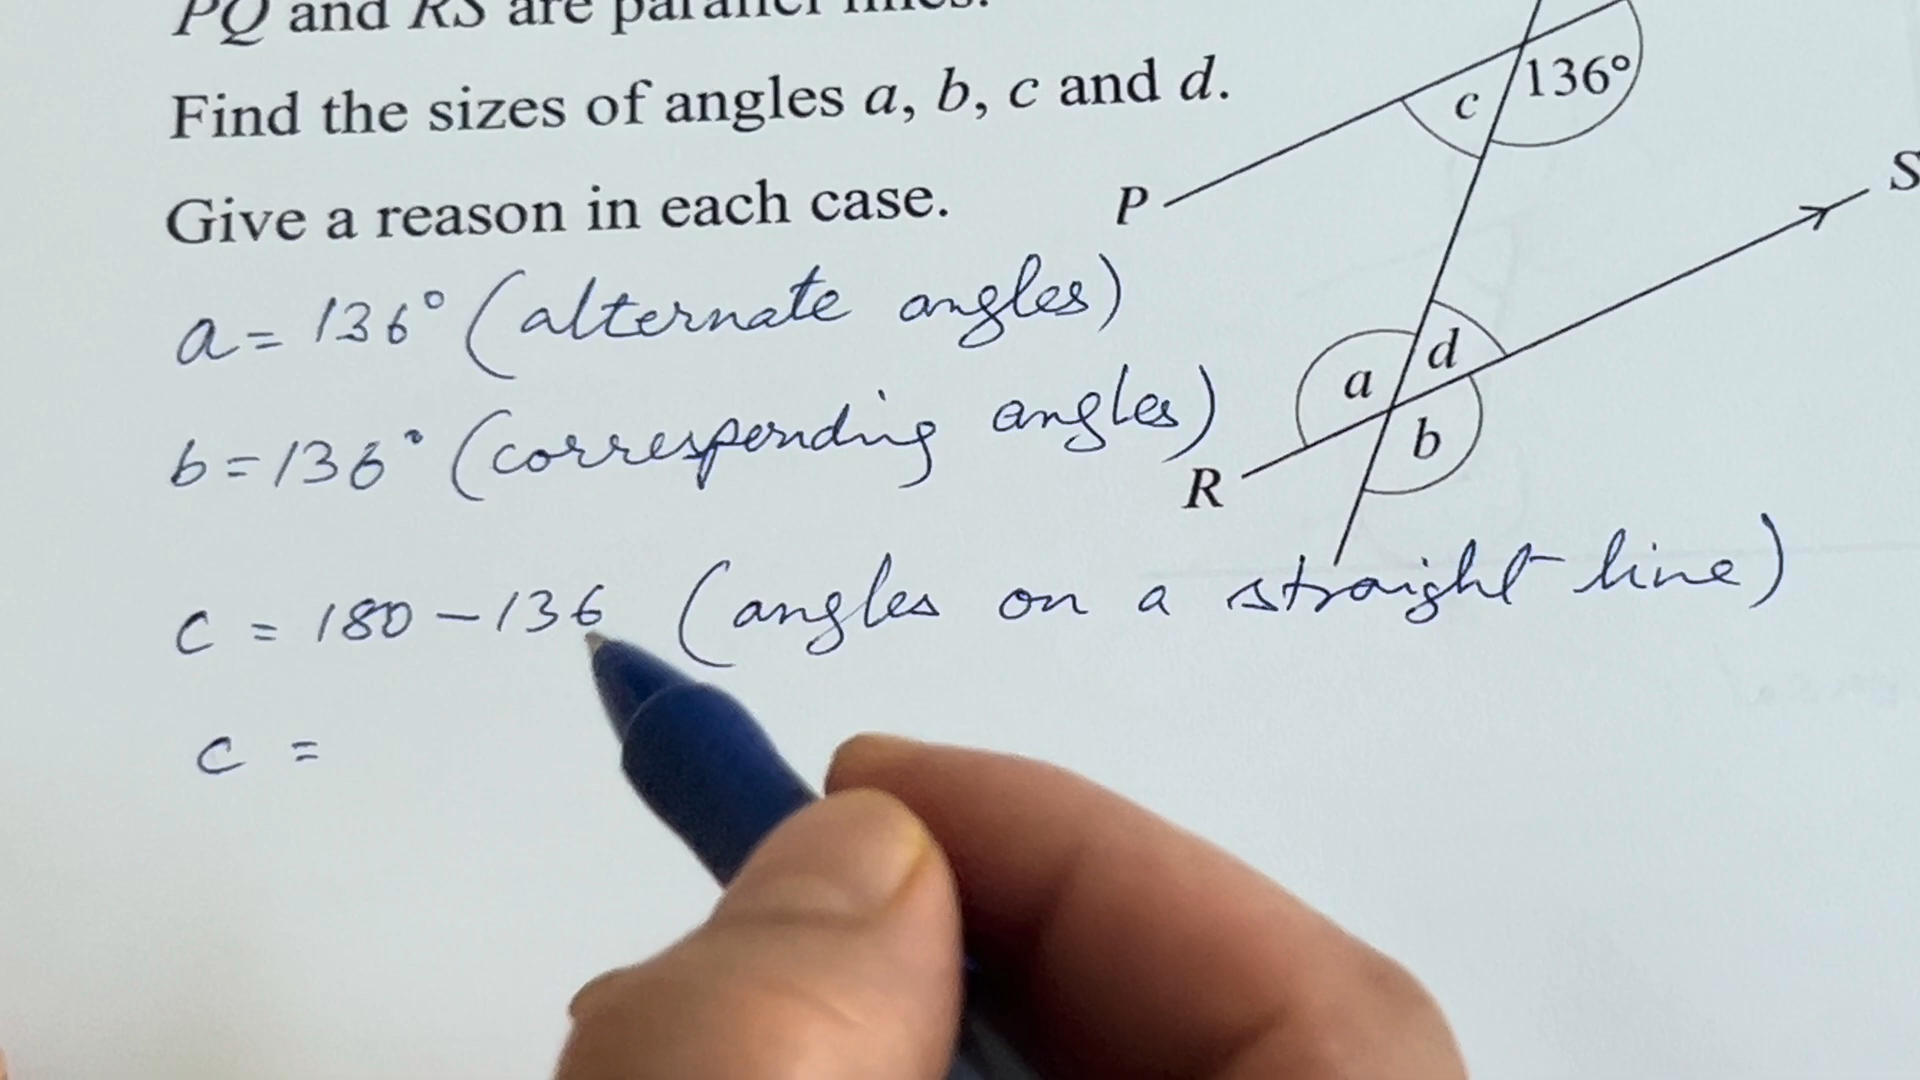 PQ and RS are parallel lines.
Find the sizes of angles a, b, c and d.
Give a reason in each case.
136°
c
P
S
a
d
b
R
a = 136° (alternate angles)
b = 136° (corresponding angles)
c = 180 - 136 (angles on a straight line)
c =